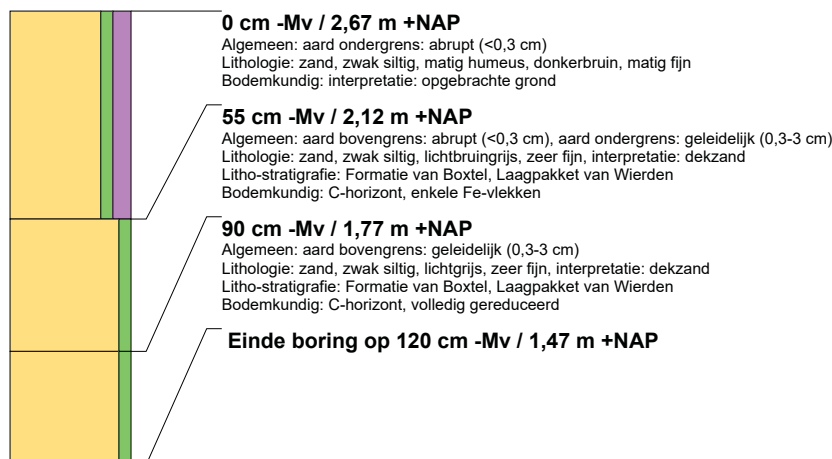 0 cm -Mv / 2,67 m +NAP
Algemeen: aard ondergrens: abrupt (<0,3 cm)
Lithologie: zand, zwak siltig, matig humeus, donkerbruin, matig fijn
Bodemkundig: interpretatie: opgebrachte grond
55 cm -Mv / 2,12 m +NAP
Algemeen: aard bovengrens: abrupt (<0,3 cm), aard ondergrens: geleidelijk (0,3-3 cm)
Lithologie: zand, zwak siltig, lichtbruingrijs, zeer fijn, interpretatie: dekzand
Litho-stratigrafie: Formatie van Boxtel, Laagpakket van Wierden
Bodemkundig: C-horizont, enkele Fe-vlekken
90 cm -Mv / 1,77 m +NAP
Algemeen: aard bovengrens: geleidelijk (0,3-3 cm)
Lithologie: zand, zwak siltig, lichtgrijs, zeer fijn, interpretatie: dekzand
Litho-stratigrafie: Formatie van Boxtel, Laagpakket van Wierden
Bodemkundig: C-horizont, volledig gereduceerd
Einde boring op 120 cm -Mv / 1,47 m +NAP